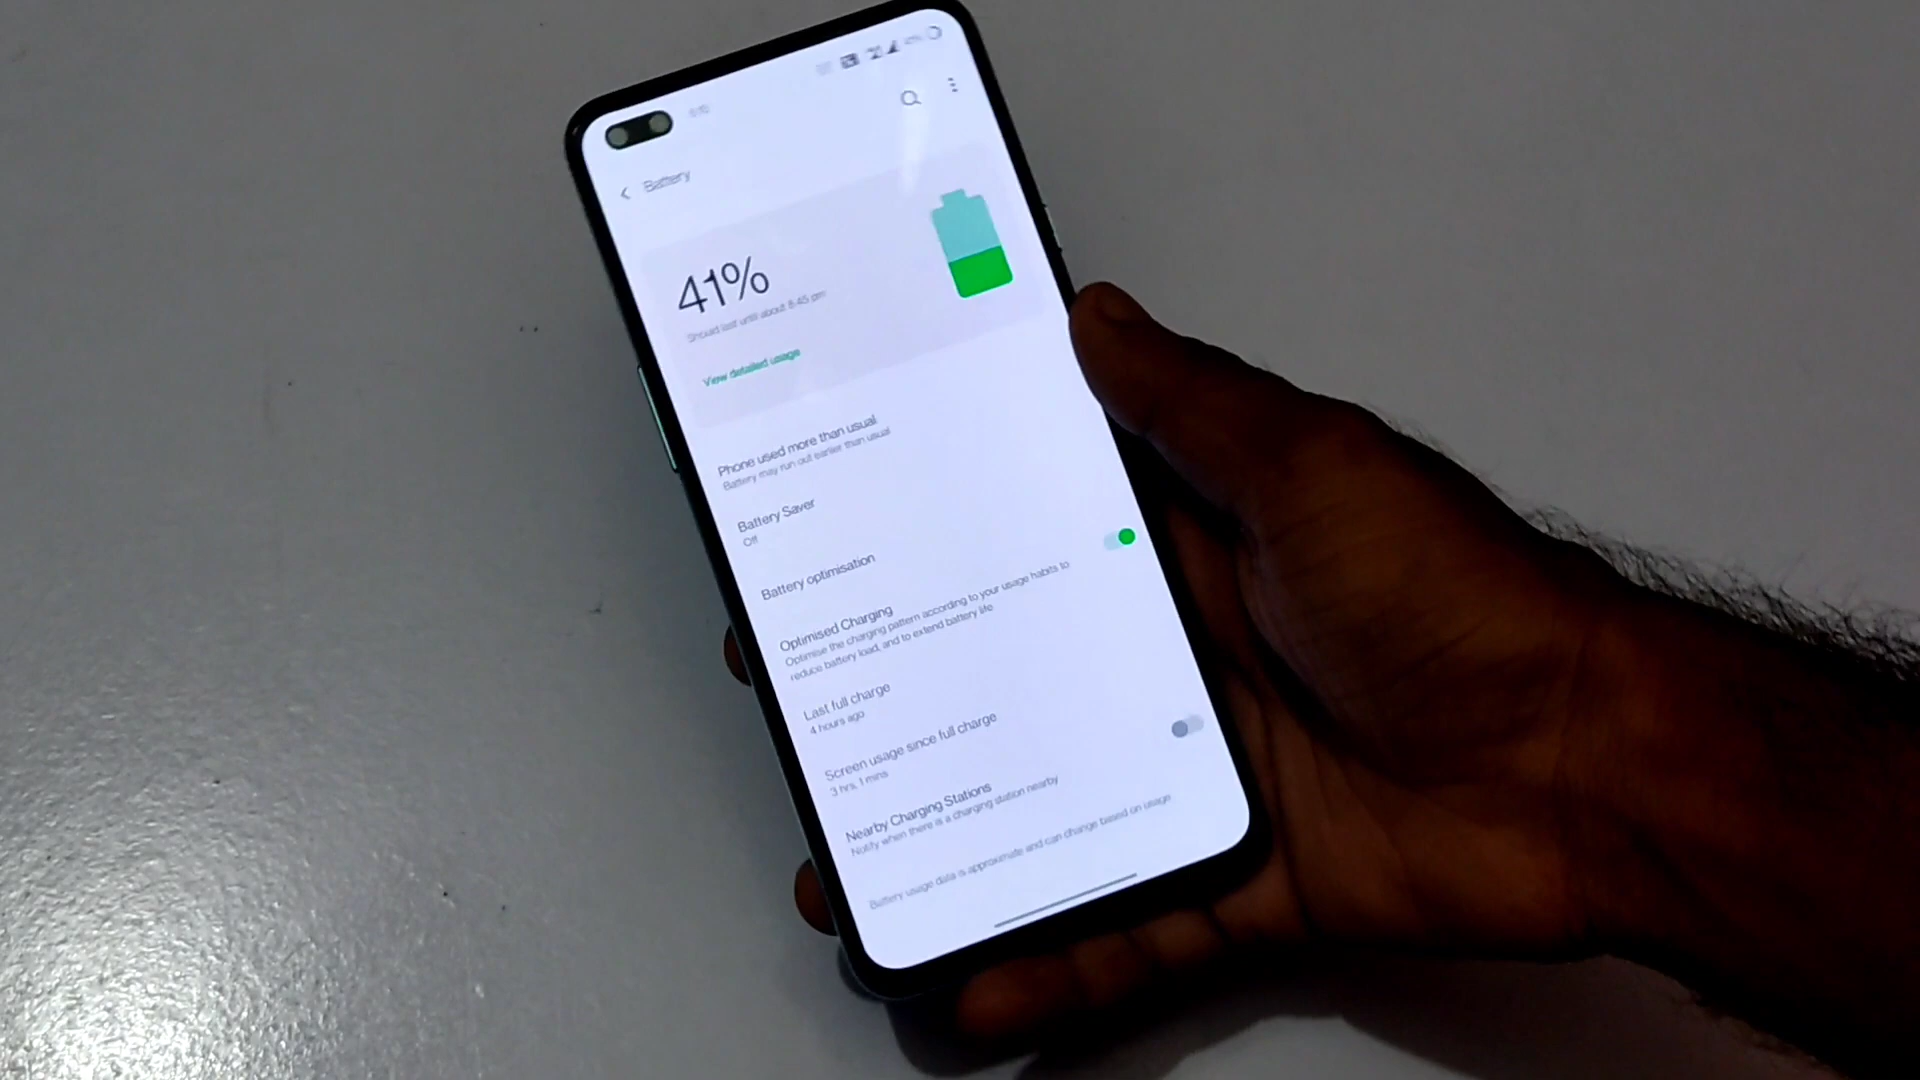 Battery
41%
Should last until about 8:45 pm
View detailed usage
Phone used more than usual
Battery may run out earlier than usual
Battery Saver
Off
Battery optimisation
Optimised Charging
Optimise the charging pattern according to your usage habits to
reduce battery load, and to extend battery life
Last full charge
4 hours ago
Screen usage since full charge
3 hrs, 1 mins
Nearby Charging Stations
Notify when there is a charging station nearby
Battery usage data is approximate and can change based on usage